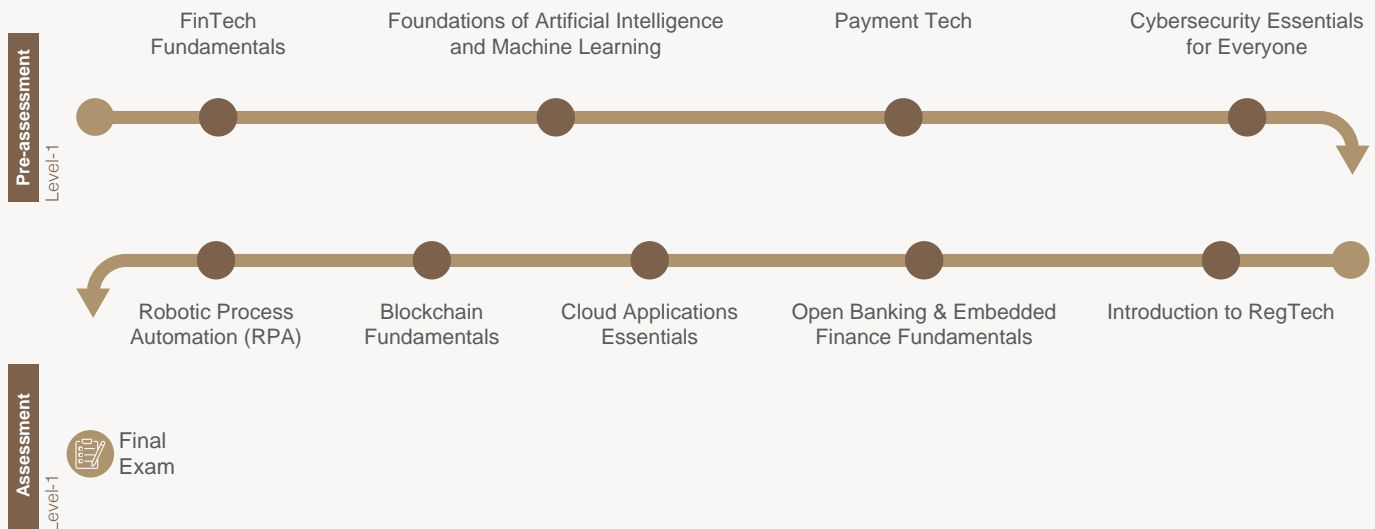 FinTech
Fundamentals
Foundations of Artificial Intelligence
and Machine Learning
Payment Tech
Cybersecurity Essentials
for Everyone
Pre-assessment
Level-1
Robotic Process
Automation (RPA)
Blockchain
Fundamentals
Cloud Applications
Essentials
Open Banking & Embedded
Finance Fundamentals
Introduction to RegTech
Assessment
Level-1
Final
Exam